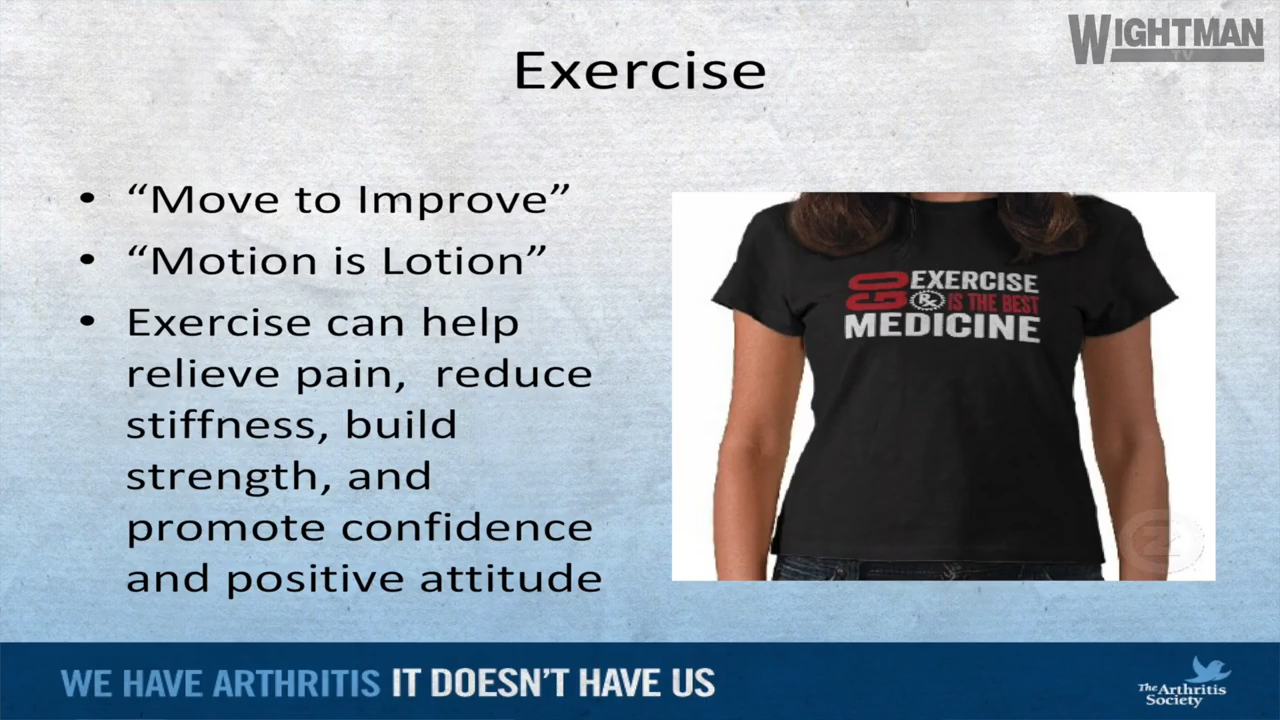 WIGHTMAN
TV
Exercise
• “Move to Improve”
• “Motion is Lotion”
• Exercise can help
relieve pain, reduce
stiffness, build
strength, and
promote confidence
and positive attitude
GO EXERCISE
Rx IS THE BEST
MEDICINE
Z
WE HAVE ARTHRITIS IT DOESN’T HAVE US
The Arthritis
Society